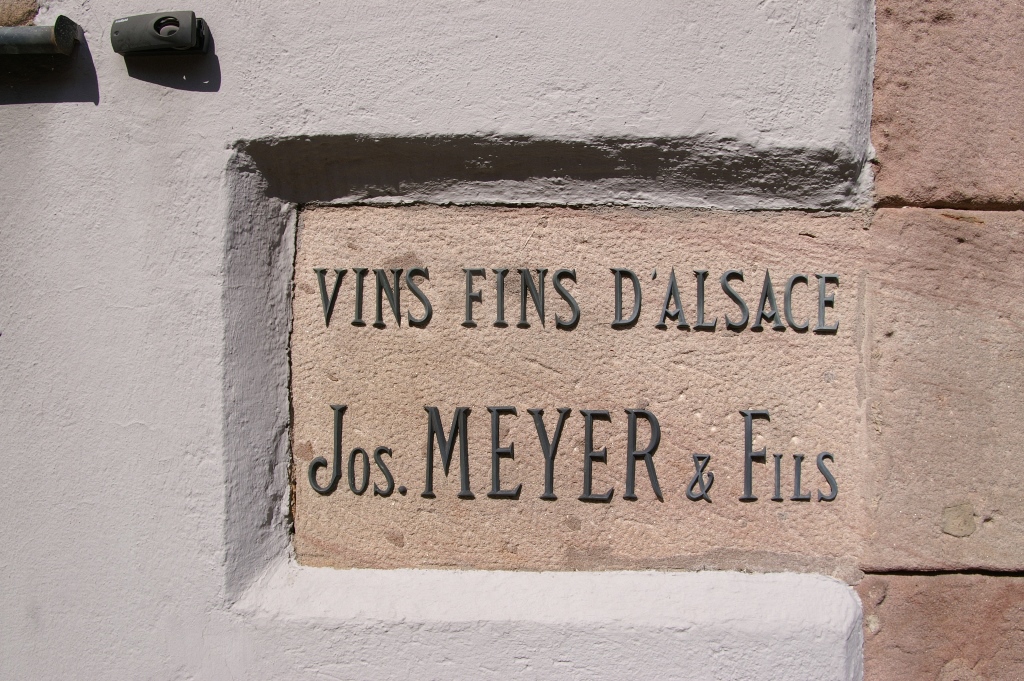 VINS FINS D'ALSACE
Jos. MEYER & FILS